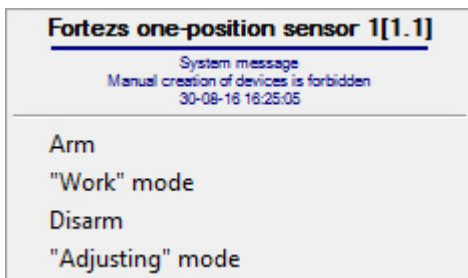 Fortezs one-position sensor 1[1.1]
System message
Manual creation of devices is forbidden
30-08-16 16:25:05
Arm
"Work" mode
Disarm
"Adjusting" mode